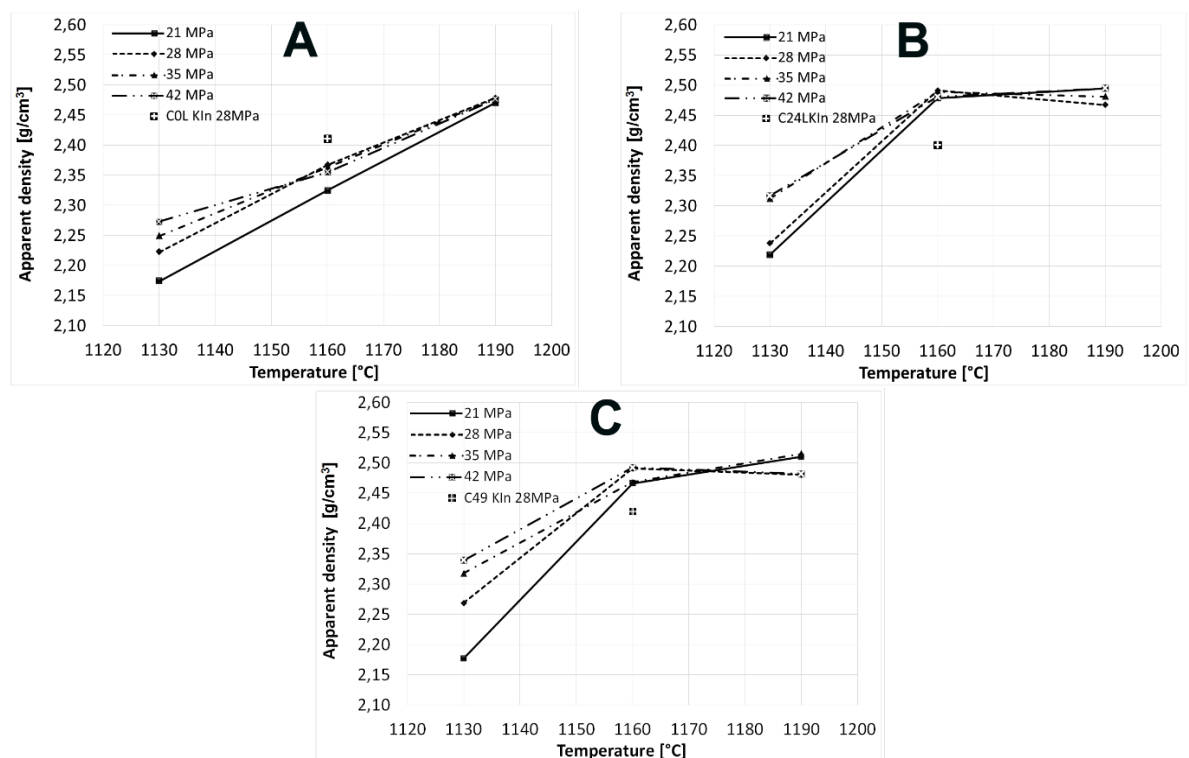 A
2,60
2,55
2,50
2,45
2,40
2,35
2,30
2,25
2,20
2,15
2,10
Apparent density [g/cm³]
21 MPa
28 MPa
35 MPa
42 MPa
C0L Kln 28MPa
1120 1130 1140 1150 1160 1170 1180 1190 1200
Temperature [°C]
B
2,60
2,55
2,50
2,45
2,40
2,35
2,30
2,25
2,20
2,15
2,10
Apparent density [g/cm³]
21 MPa
28 MPa
35 MPa
42 MPa
C24LKln 28MPa
1120 1130 1140 1150 1160 1170 1180 1190 1200
Temperature [°C]
C
2,60
2,55
2,50
2,45
2,40
2,35
2,30
2,25
2,20
2,15
2,10
Apparent density [g/cm³]
21 MPa
28 MPa
35 MPa
42 MPa
C49 Kln 28MPa
1120 1130 1140 1150 1160 1170 1180 1190 1200
Temperature [°C]